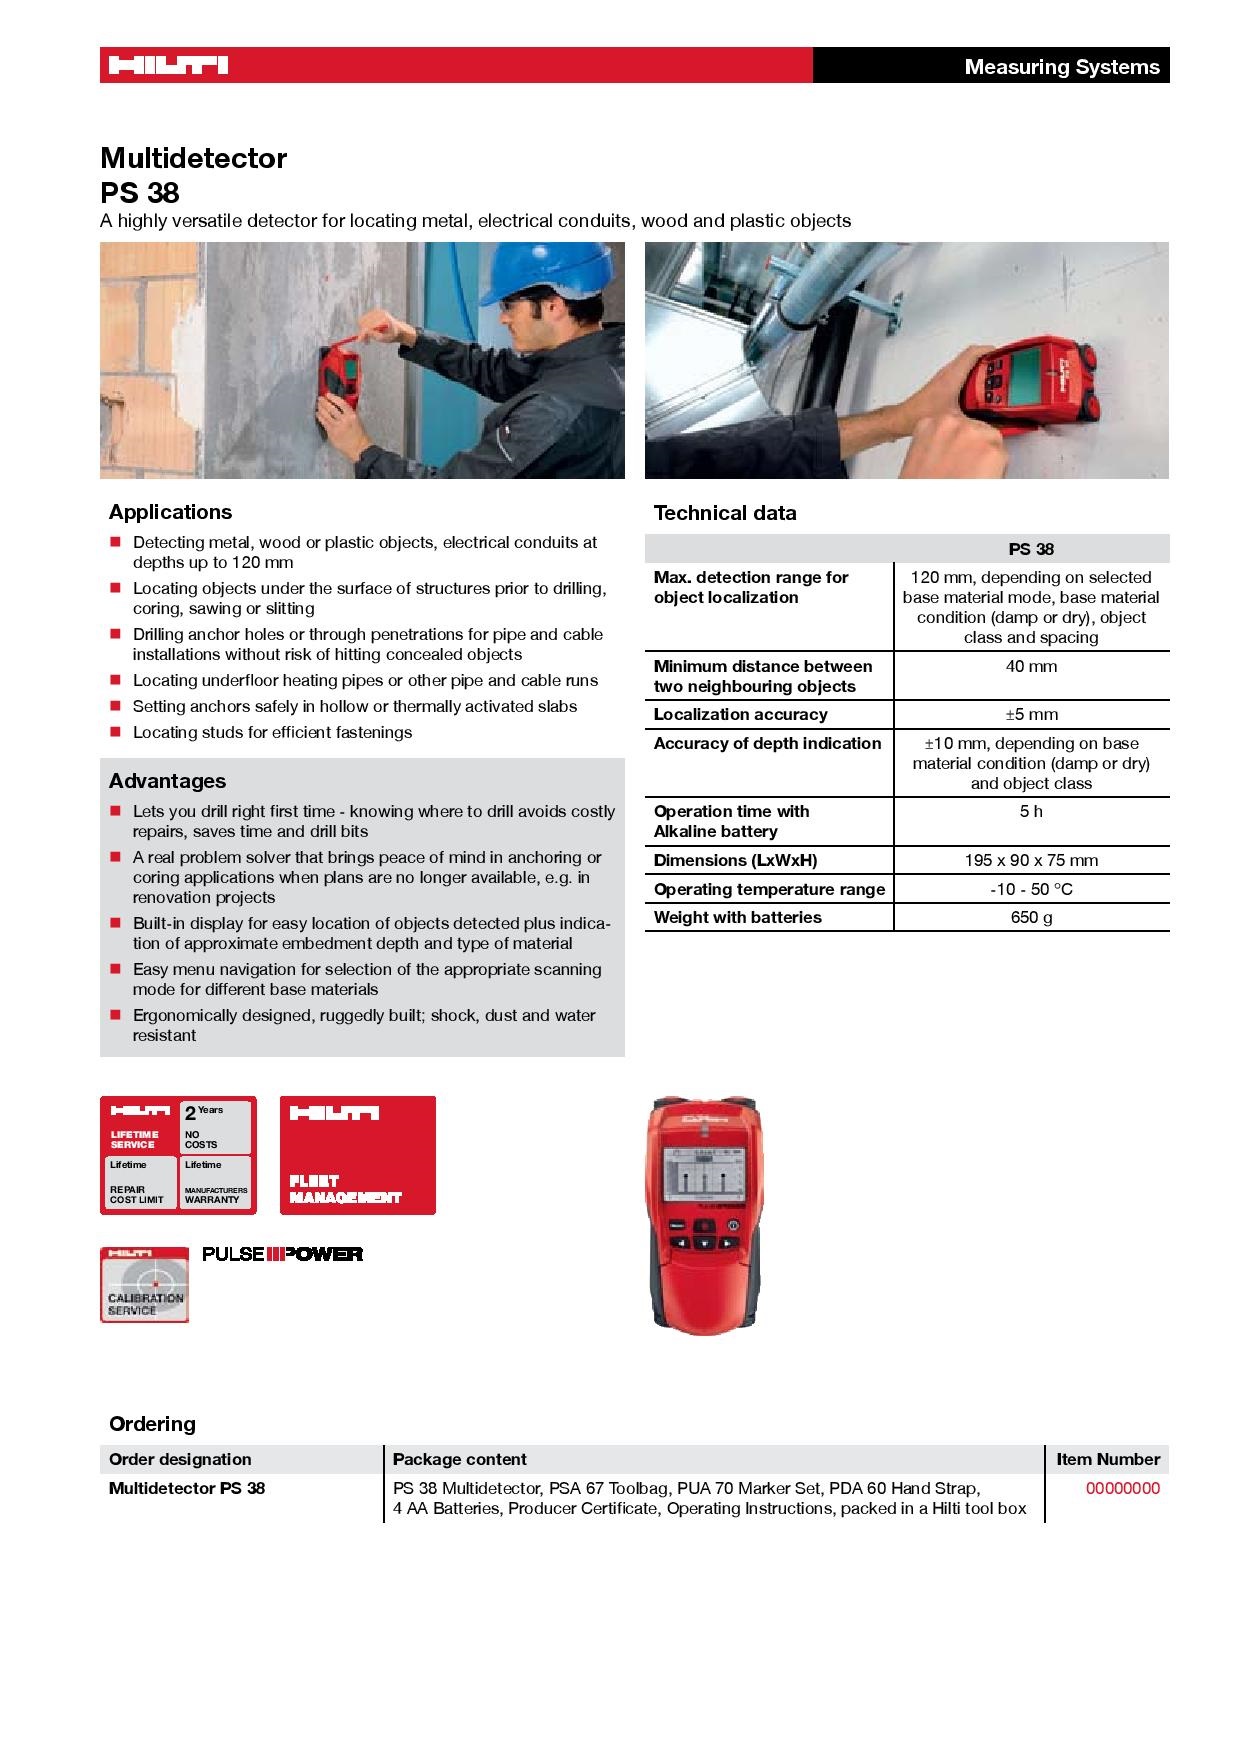 HILTI
Measuring Systems
Multidetector
PS 38
A highly versatile detector for locating metal, electrical conduits, wood and plastic objects
Applications
Detecting metal, wood or plastic objects, electrical conduits at
depths up to 120 mm
Locating objects under the surface of structures prior to drilling,
coring, sawing or slitting
Drilling anchor holes or through penetrations for pipe and cable
installations without risk of hitting concealed objects
Locating underfloor heating pipes or other pipe and cable runs
Setting anchors safely in hollow or thermally activated slabs
Locating studs for efficient fastenings
Advantages
Lets you drill right first time - knowing where to drill avoids costly
repairs, saves time and drill bits
A real problem solver that brings peace of mind in anchoring or
coring applications when plans are no longer available, e.g. in
renovation projects
Built-in display for easy location of objects detected plus indica-
tion of approximate embedment depth and type of material
Easy menu navigation for selection of the appropriate scanning
mode for different base materials
Ergonomically designed, ruggedly built; shock, dust and water
resistant
Technical data
PS 38
Max. detection range for
object localization
120 mm, depending on selected
base material mode, base material
condition (damp or dry), object
class and spacing
Minimum distance between
two neighbouring objects
40 mm
Localization accuracy
±5 mm
Accuracy of depth indication
±10 mm, depending on base
material condition (damp or dry)
and object class
Operation time with
Alkaline battery
5 h
Dimensions (LxWxH)
195 x 90 x 75 mm
Operating temperature range
-10 - 50 °C
Weight with batteries
650 g
HILTI
LIFETIME
SERVICE
2 Years
NO
COSTS
Lifetime
REPAIR
COST LIMIT
Lifetime
MANUFACTURERS
WARRANTY
HILTI
FLEET
MANAGEMENT
HILTI
CALIBRATION
SERVICE
PULSE POWER
Ordering
Order designation
Package content
Item Number
Multidetector PS 38
PS 38 Multidetector, PSA 67 Toolbag, PUA 70 Marker Set, PDA 60 Hand Strap,
4 AA Batteries, Producer Certificate, Operating Instructions, packed in a Hilti tool box
00000000